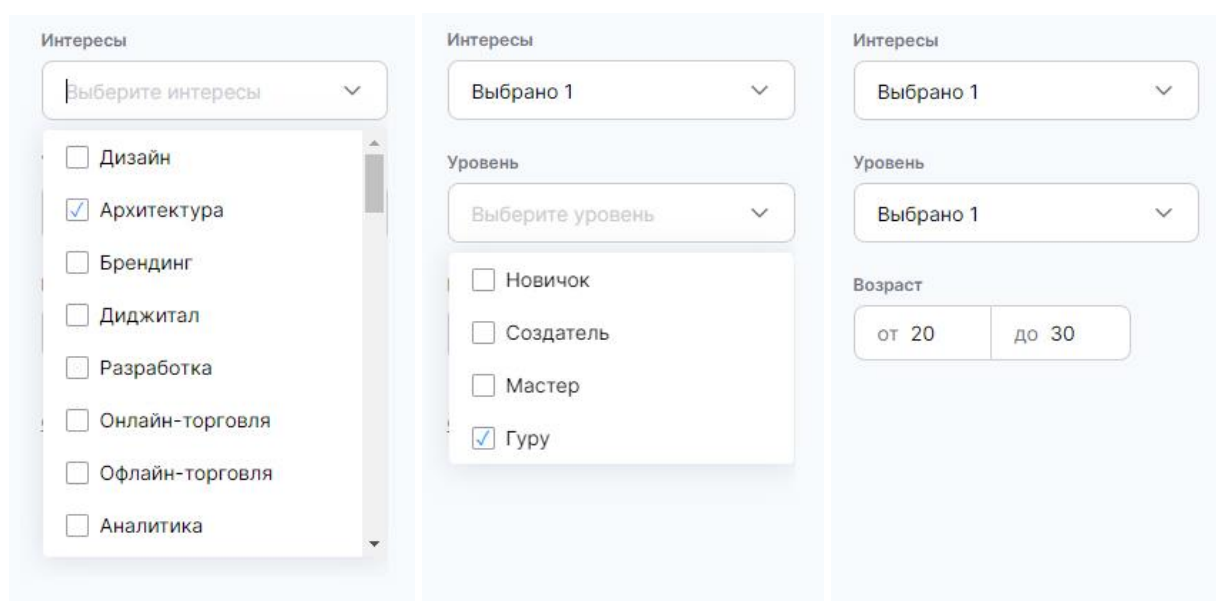 Интересы
Выберите интересы
Дизайн
Архитектура
Брендинг
Диджитал
Разработка
Онлайн-торговля
Офлайн-торговля
Аналитика
Интересы
Выбрано 1
Уровень
Выберите уровень
Новичок
Создатель
Мастер
Гуру
Интересы
Выбрано 1
Уровень
Выбрано 1
Возраст
от 20 до 30